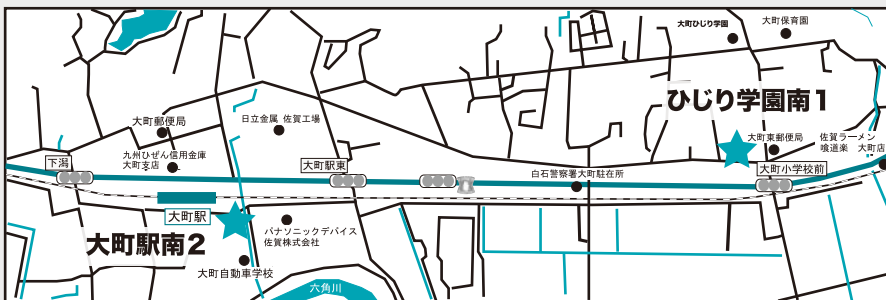 大町ひじり学園
大町保育園
ひじり学園南1
大町郵便局
日立金属 佐賀工場
大町東郵便局
佐賀ラーメン
喰道楽 大町店
九州ひぜん信用金庫
大町支店
下潟
大町駅東
白石警察署大町駐在所
大町小学校前
大町駅
大町駅南2
パナソニックデバイス
佐賀株式会社
大町自動車学校
六角川